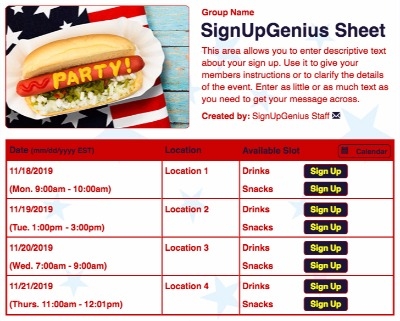 Group Name
SignUpGenius Sheet
PARTY!
This area allows you to enter descriptive text
about your sign up. Use it to give your
members instructions or to clarify the details
of the event. Enter as little or as much text as
you need to get your message across.
Created by: SignUpGenius Staff
Date (mm/dd/yyyy EST) Location Available Slot Calendar
11/18/2019 Location 1 Drinks Sign Up
(Mon. 9:00am - 10:00am) Snacks Sign Up
11/19/2019 Location 2 Drinks Sign Up
(Tue. 1:00pm - 3:00pm) Snacks Sign Up
11/20/2019 Location 3 Drinks Sign Up
(Wed. 7:00am - 9:00am) Snacks Sign Up
11/21/2019 Location 4 Drinks Sign Up
(Thurs. 11:00am - 12:01pm) Snacks Sign Up